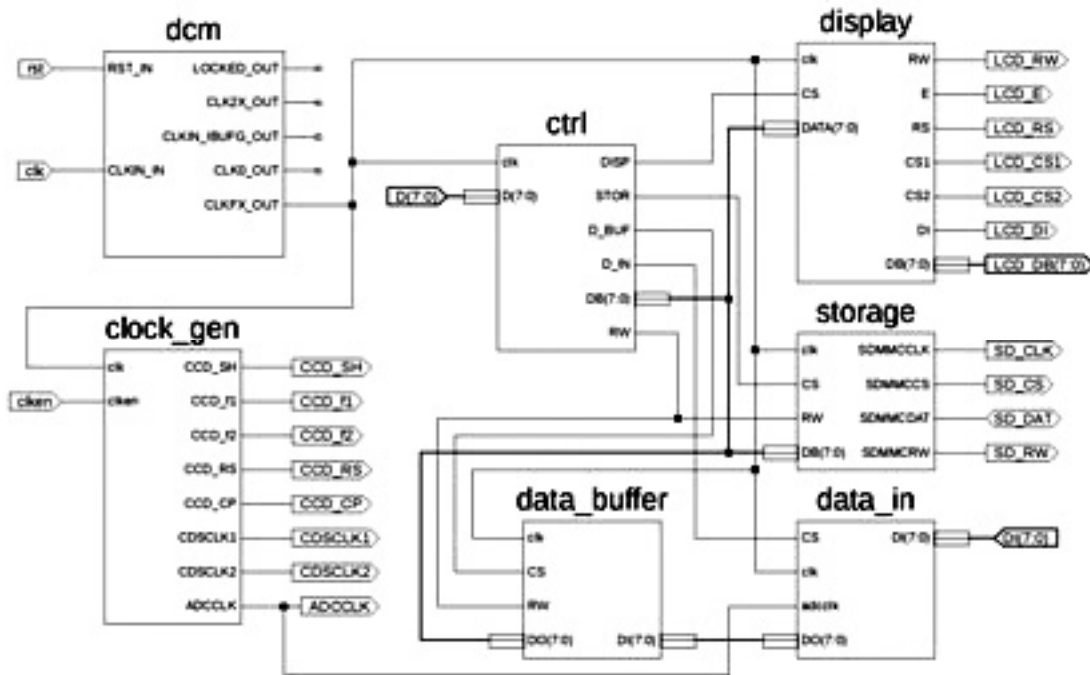 dcm
rst
RST_IN
LOCKED_OUT
CLK2X_OUT
CLKIN_IBUFG_OUT
clk
CLKIN_IN
CLK0_OUT
CLKFX_OUT
ctrl
clk
DISP
D(7:0)
D(7:0)
STOR
D_BUF
D_IN
DB(7:0)
RW
display
clk
RW
LCD_RW
CS
E
LCD_E
DATA(7:0)
RS
LCD_RS
CS1
LCD_CS1
CS2
LCD_CS2
DI
LCD_DI
DB(7:0)
LCD_DB(7:0)
clock_gen
clk
CCD_SH
CCD_SH
clken
clken
CCD_f1
CCD_f1
CCD_f2
CCD_f2
CCD_RS
CCD_RS
CCD_CP
CCD_CP
CDSCLK1
CDSCLK1
CDSCLK2
CDSCLK2
ADCCLK
ADCCLK
storage
clk
SDMMCCLK
SD_CLK
CS
SDMMCCS
SD_CS
RW
SDMMCDAT
SD_DAT
DB(7:0)
SDMMCRW
SD_RW
data_buffer
clk
CS
RW
DO(7:0)
DI(7:0)
data_in
CS
DI(7:0)
DI(7:0)
clk
adcclk
DO(7:0)